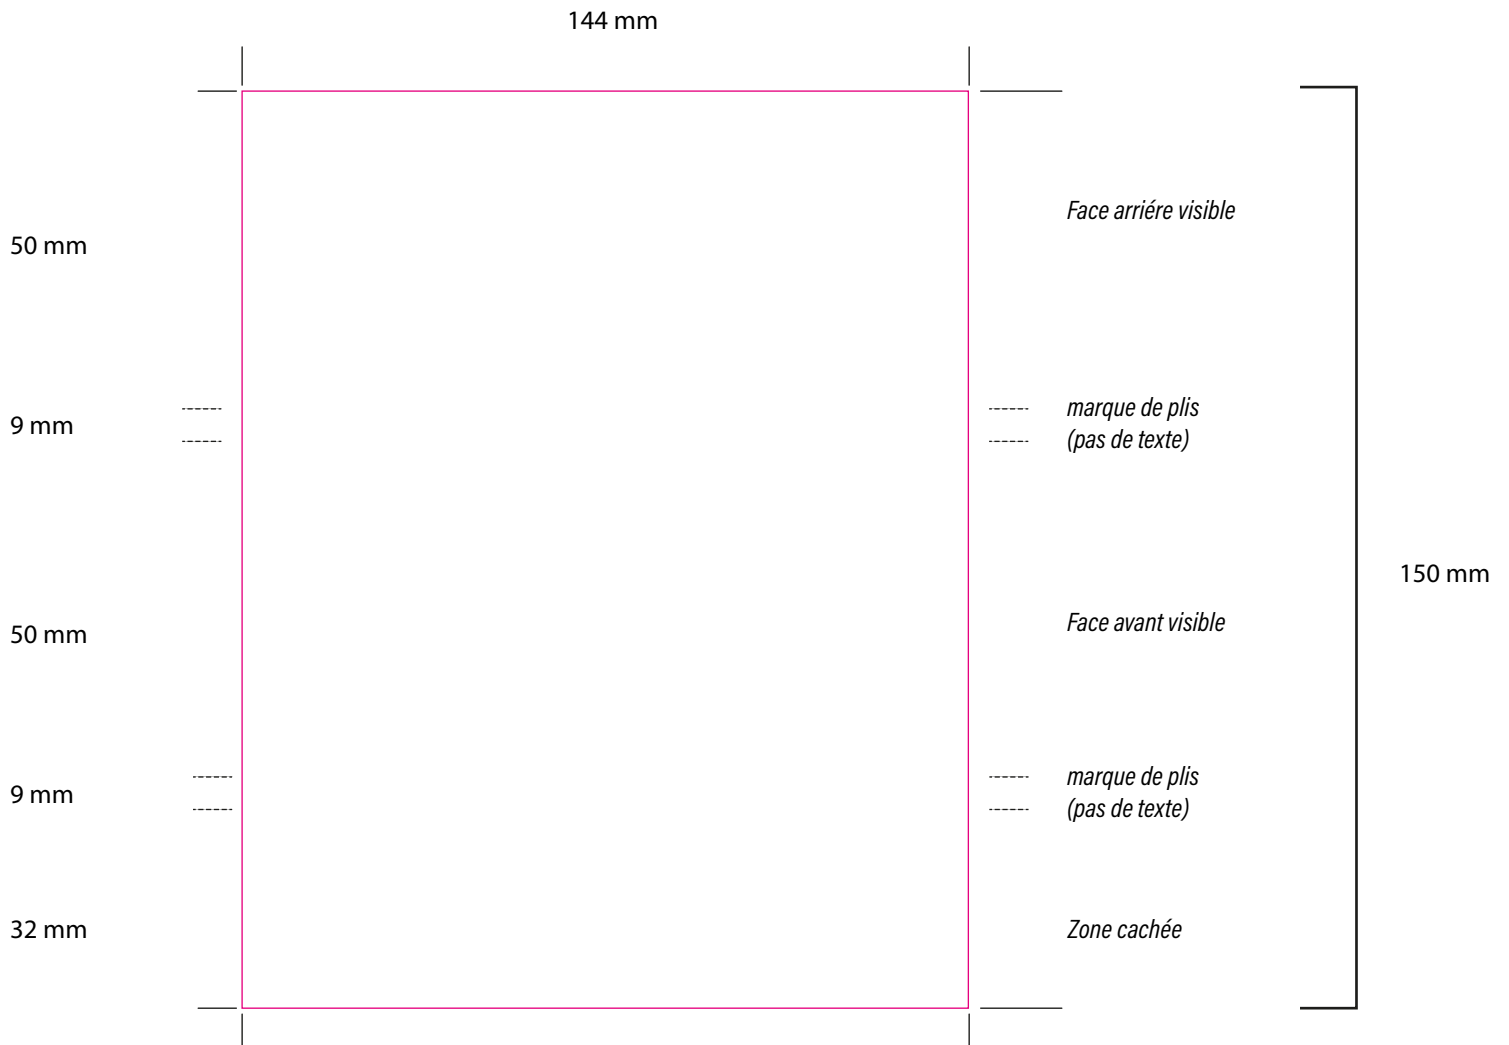 144 mm
Face arriére visible
50 mm
marque de plis
9 mm
(pas de texte)
150 mm
Face avant visible
50 mm
marque de plis
9 mm
(pas de texte)
32 mm
Zone cachée